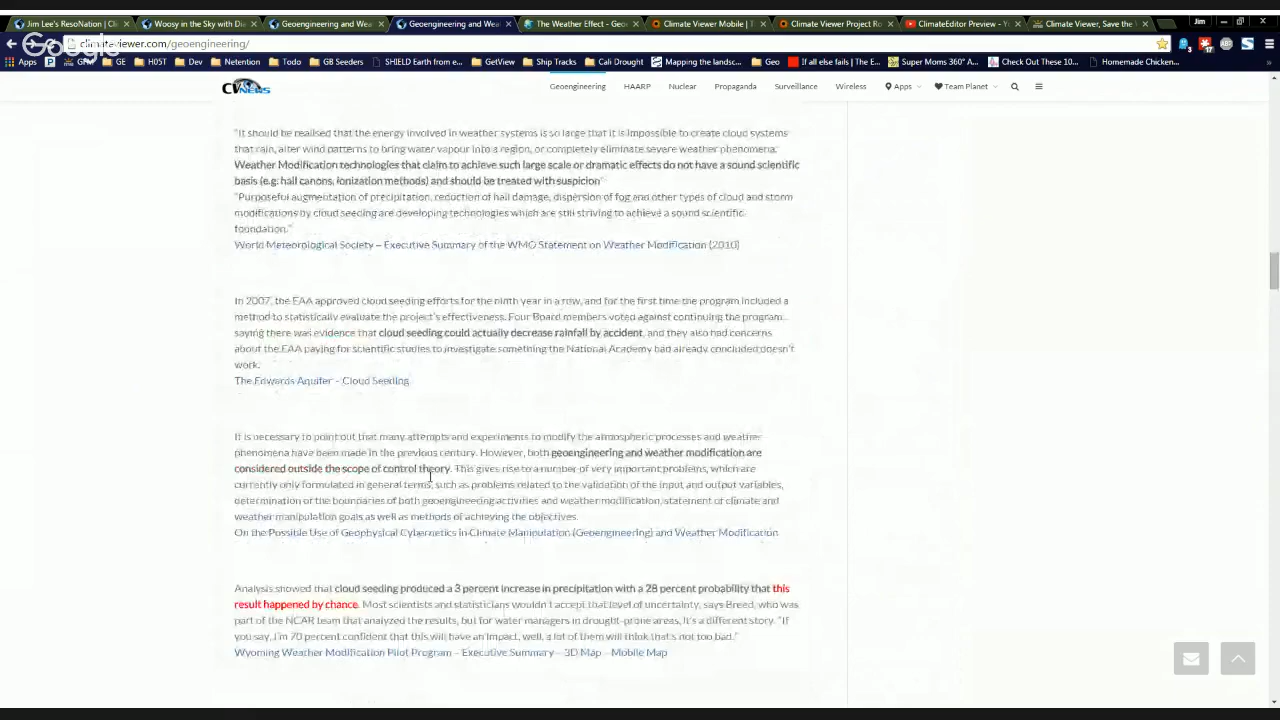 Jim Lee's ResoNation | Cli
Woosy in the Sky with Die
Geoengineering and Weat
Geoengineering and Wea
The Weather Effect - Geo
Climate Viewer Mobile | T
Climate Viewer Project Ro
ClimateEditor Preview - Yo
Climate Viewer, Save the W
Jim
climateviewer.com/geoengineering/
Google
Apps
GE
H05T
Dev
Netention
Todo
GB Seeders
SHIELD Earth from e...
GetView
Ship Tracks
Cali Drought
Mapping the landsc...
Geo
If all else fails | The E...
Super Moms 360° A...
Check Out These 10...
Homemade Chicken...
CV NEWS
Geoengineering
HAARP
Nuclear
Propaganda
Surveillance
Wireless
Apps
Team Planet
"It should be realised that the energy involved in weather systems is so large that it is impossible to create cloud systems
that rain, alter wind patterns to bring water vapour into a region, or completely eliminate severe weather phenomena.
Weather Modification technologies that claim to achieve such large scale or dramatic effects do not have a sound scientific
basis (e.g. hail canons, ionization methods) and should be treated with suspicion"
"Purposeful augmentation of precipitation, reduction of hail damage, dispersion of fog and other types of cloud and storm
modifications by cloud seeding are developing technologies which are still striving to achieve a sound scientific
foundation."
World Meteorological Society – Executive Summary of the WMO Statement on Weather Modification (2010)
In 2007, the EAA approved cloud seeding efforts for the ninth year in a row, and for the first time the program included a
method to statistically evaluate the project's effectiveness. Four Board members voted against continuing the program,
saying there was evidence that cloud seeding could actually decrease rainfall by accident, and they also had concerns
about the EAA paying for scientific studies to investigate something the National Academy had already concluded doesn't
work.
The Edwards Aquifer - Cloud Seeding
It is necessary to point out that many attempts and experiments to modify the atmospheric processes and weather
phenomena have been made in the previous century. However, both geoengineering and weather modification are
considered outside the scope of control theory. This gives rise to a number of very important problems, which are
currently only formulated in general terms, such as problems related to the validation of the input and output variables,
determination of the boundaries of both geoengineering activities and weather modification, statement of climate and
weather manipulation goals as well as methods of achieving the objectives.
On the Possible Use of Geophysical Cybernetics in Climate Manipulation (Geoengineering) and Weather Modification
Analysis showed that cloud seeding produced a 3 percent increase in precipitation with a 28 percent probability that this
result happened by chance. Most scientists and statisticians wouldn't accept that level of uncertainty, says Breed, who was
part of the NCAR team that analyzed the results, but for water managers in drought-prone areas, it's a different story. "If
you say, I'm 70 percent confident that this will have an impact, well, a lot of them will think that's not too bad."
Wyoming Weather Modification Pilot Program – Executive Summary – 3D Map – Mobile Map